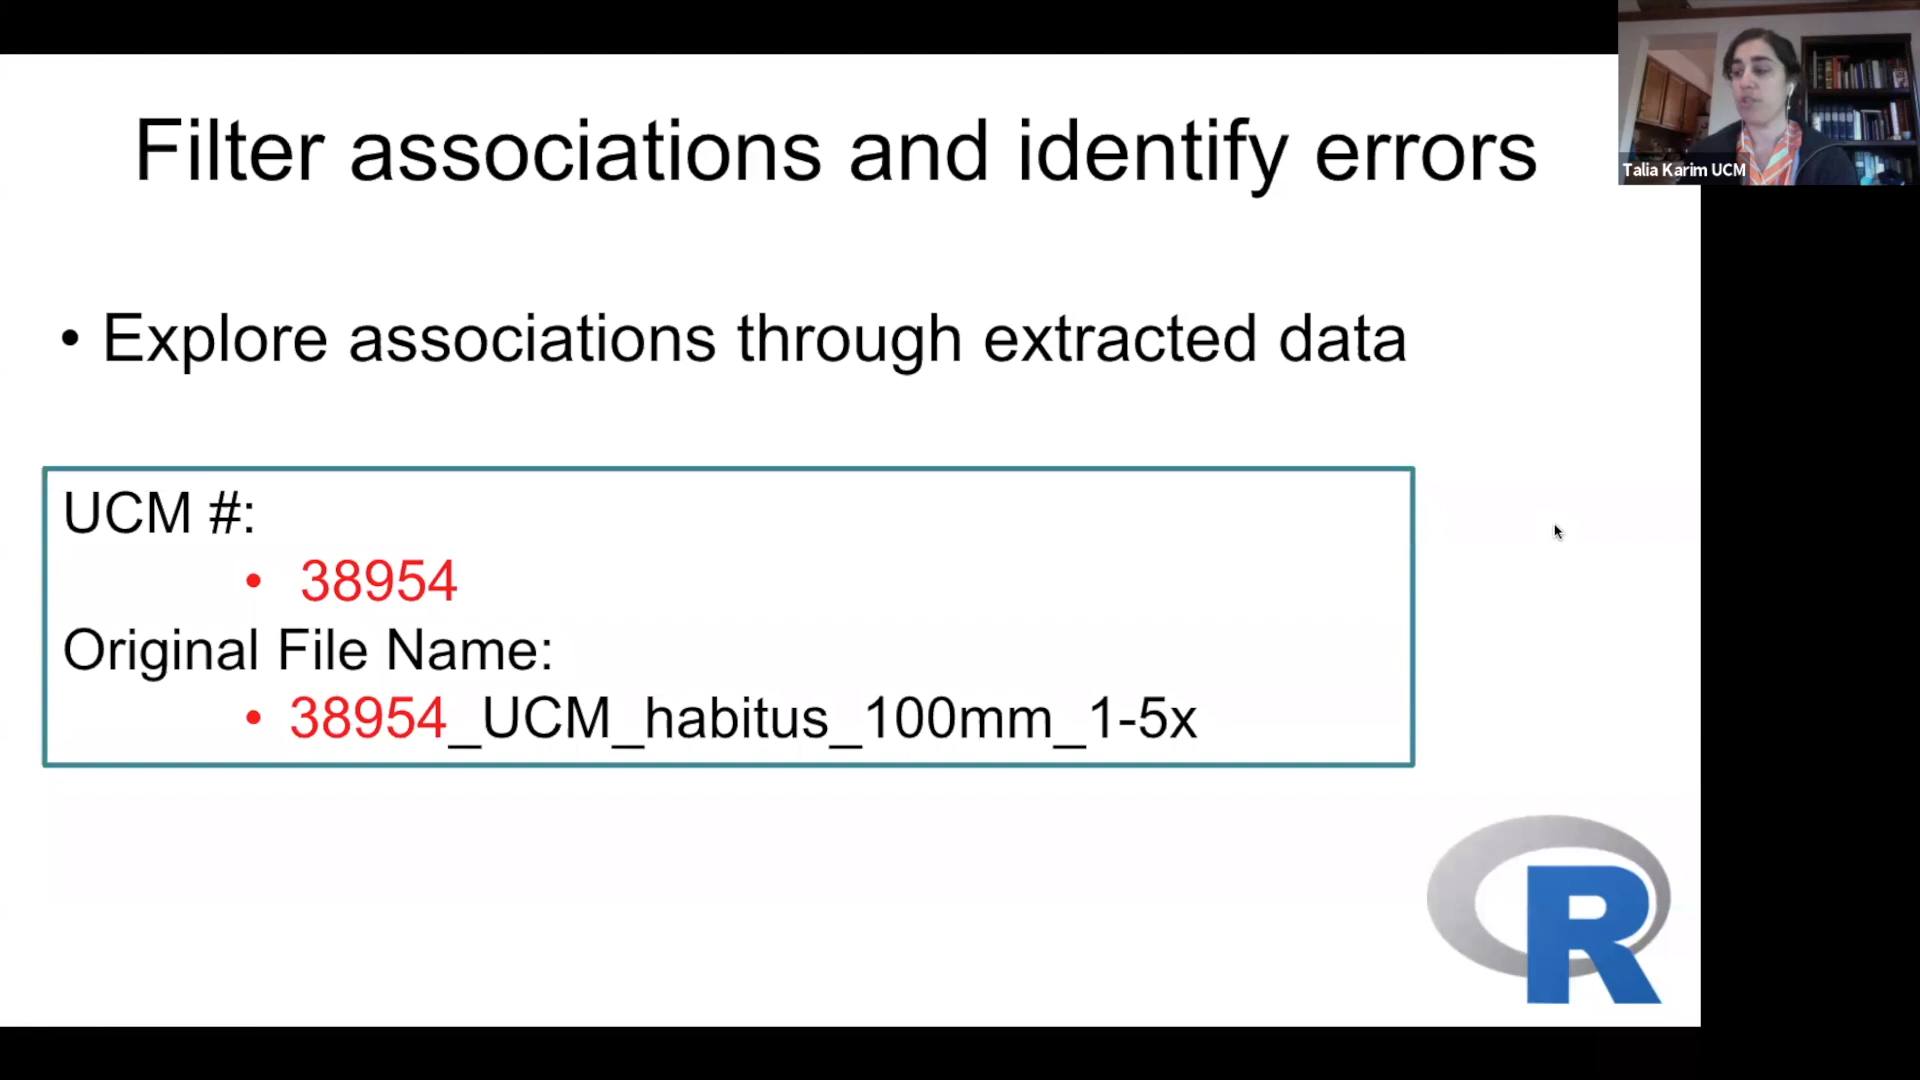 Filter associations and identify errors
Talia Karim UCM
• Explore associations through extracted data
UCM #:
• 38954
Original File Name:
• 38954_UCM_habitus_100mm_1-5x
R